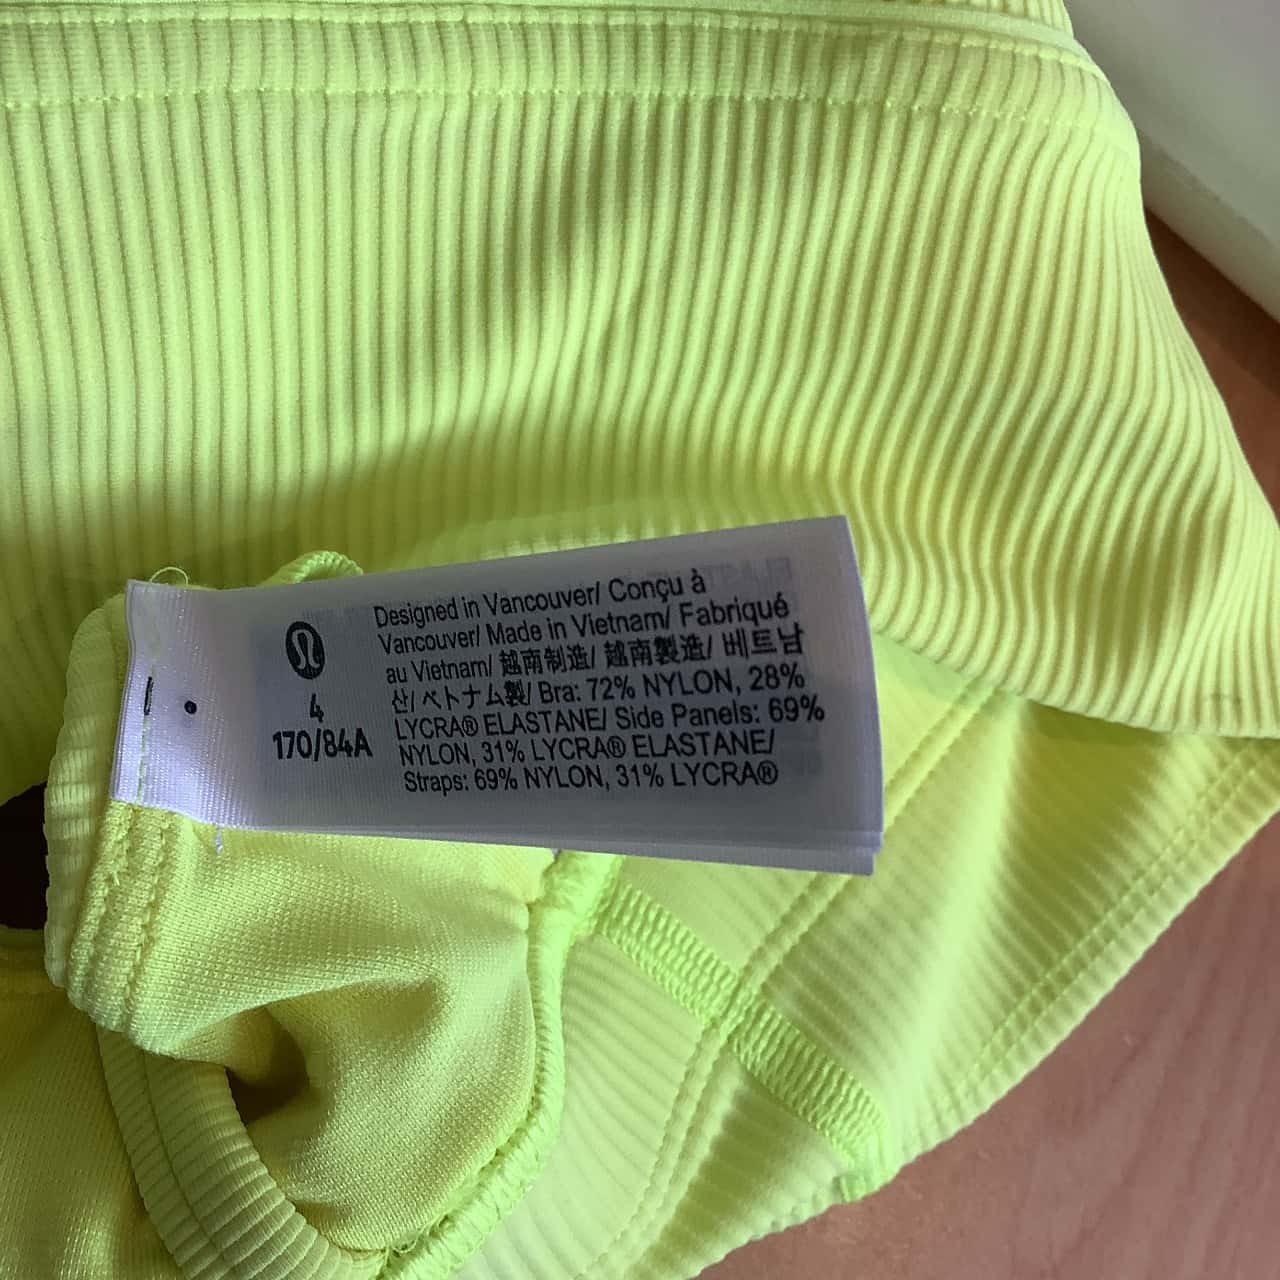 4
170/84A
Designed in Vancouver/ Conçu à
Vancouver/ Made in Vietnam/ Fabriqué
au Vietnam/ 越南制造/ 越南製造/ 베트남
산/ ベトナム製/ Bra: 72% NYLON, 28%
LYCRA® ELASTANE/ Side Panels: 69%
NYLON, 31% LYCRA® ELASTANE/
Straps: 69% NYLON, 31% LYCRA®